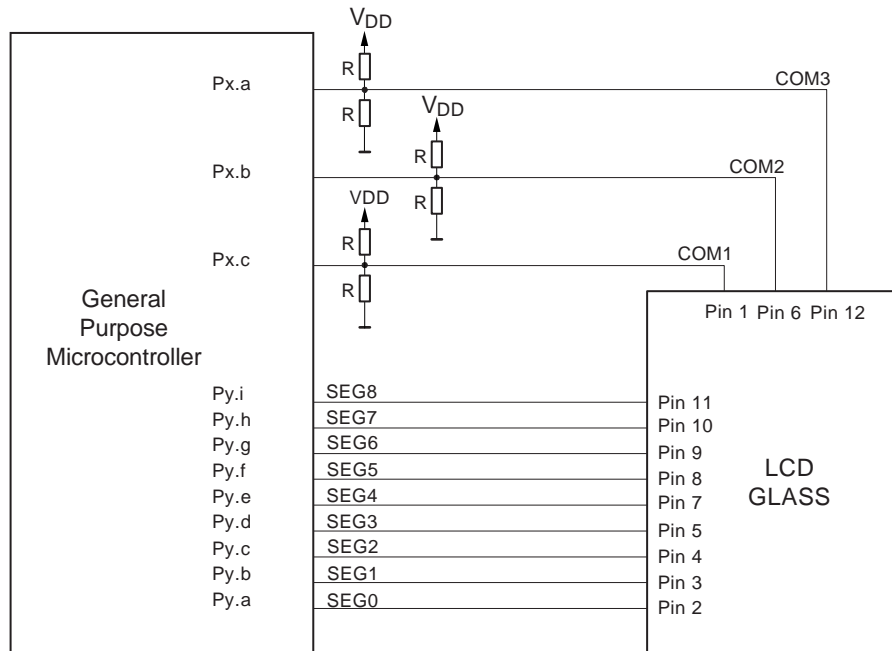 VDD
R
Px.a
COM3
R
VDD
R
Px.b
COM2
R
VDD
R
Px.c
COM1
R
General
Purpose
Microcontroller
Pin 1 Pin 6 Pin 12
Py.i SEG8 Pin 11
Py.h SEG7 Pin 10
Py.g SEG6 Pin 9
Py.f SEG5 Pin 8
Py.e SEG4 Pin 7
Py.d SEG3 Pin 5
Py.c SEG2 Pin 4
Py.b SEG1 Pin 3
Py.a SEG0 Pin 2
LCD
GLASS